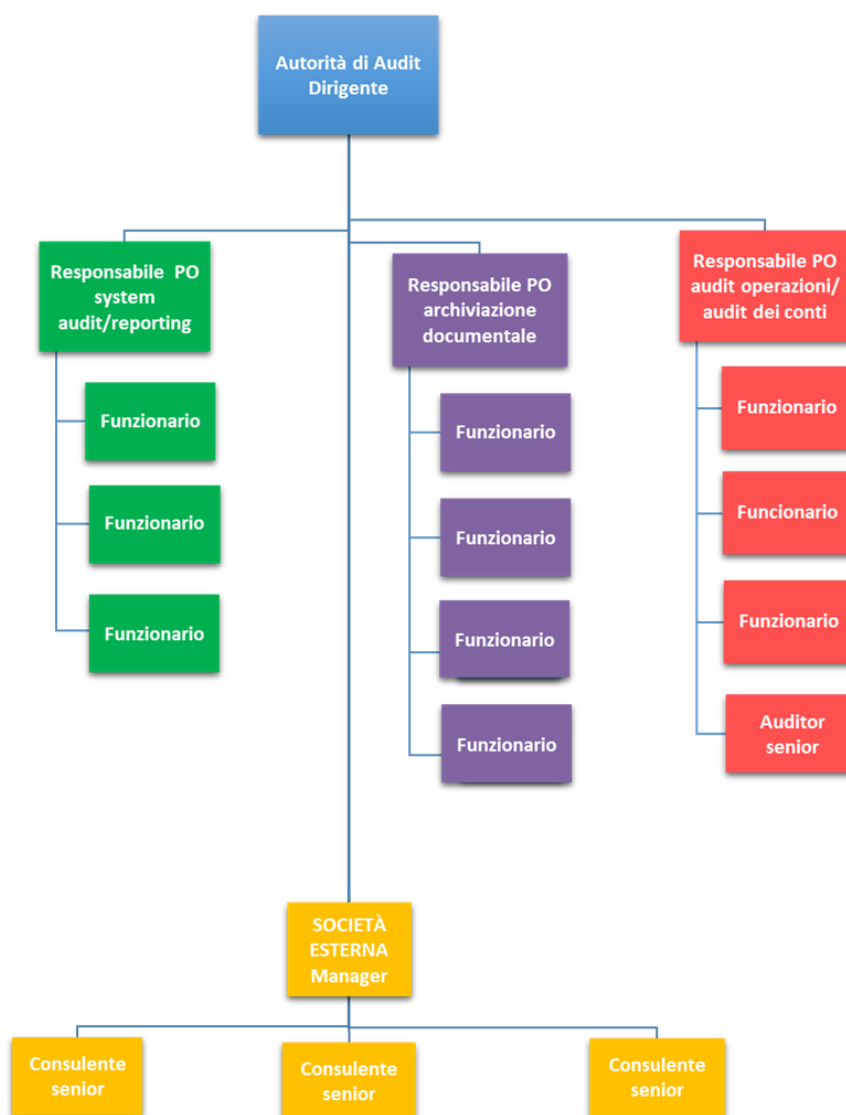 Autorità di Audit
Dirigente
Responsabile PO
system
audit/reporting
Funzionario
Funzionario
Funzionario
Responsabile PO
archiviazione
documentale
Funzionario
Funzionario
Funzionario
Funzionario
Responsabile PO
audit operazioni/
audit dei conti
Funzionario
Funcionario
Funzionario
Auditor
senior
SOCIETÀ
ESTERNA
Manager
Consulente
senior
Consulente
senior
Consulente
senior